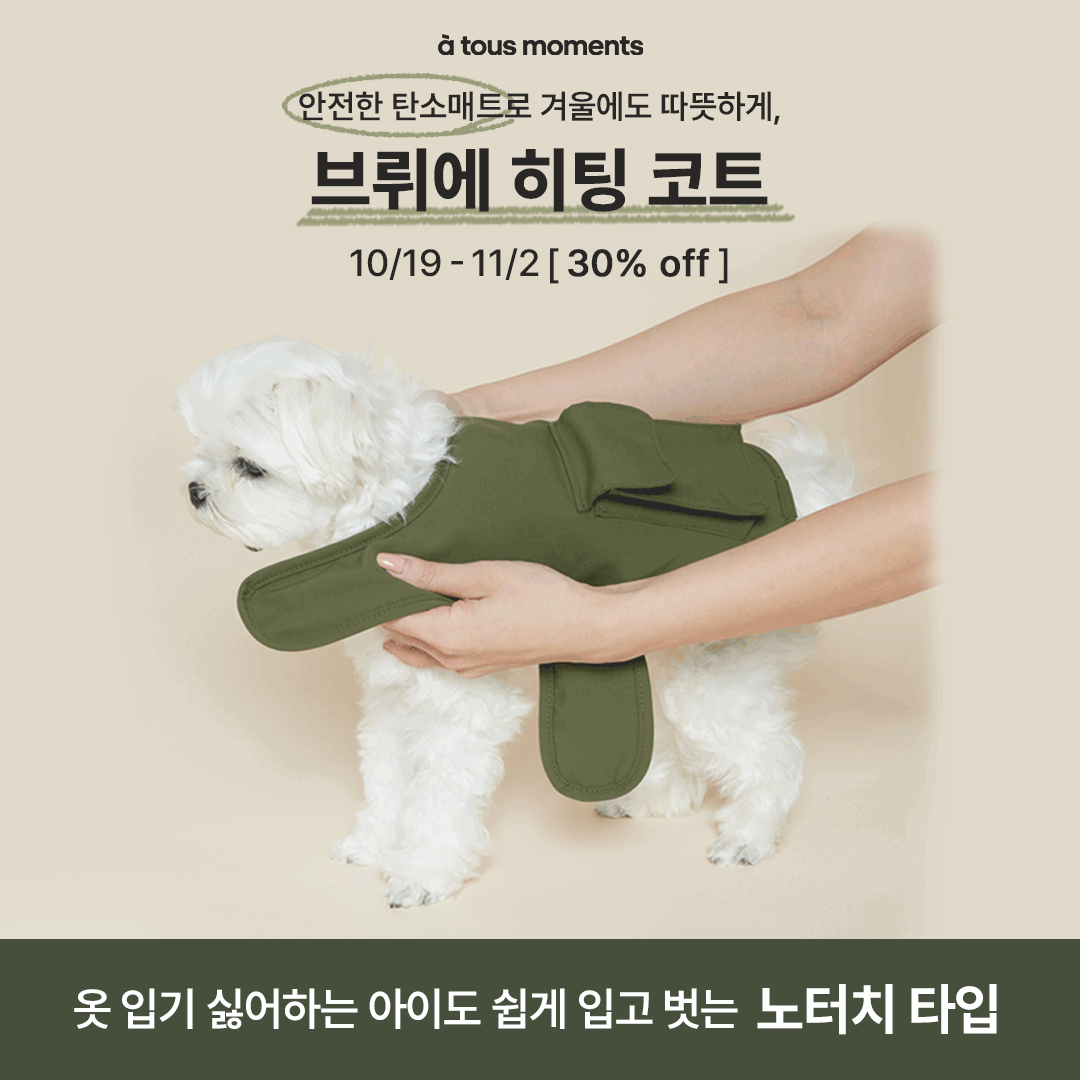 à tous moments
안전한 탄소매트로 겨울에도 따뜻하게,
브뤼에 히팅 코트
10/19 - 11/2 [ 30% off ]
옷 입기 싫어하는 아이도 쉽게 입고 벗는 노터치 타입